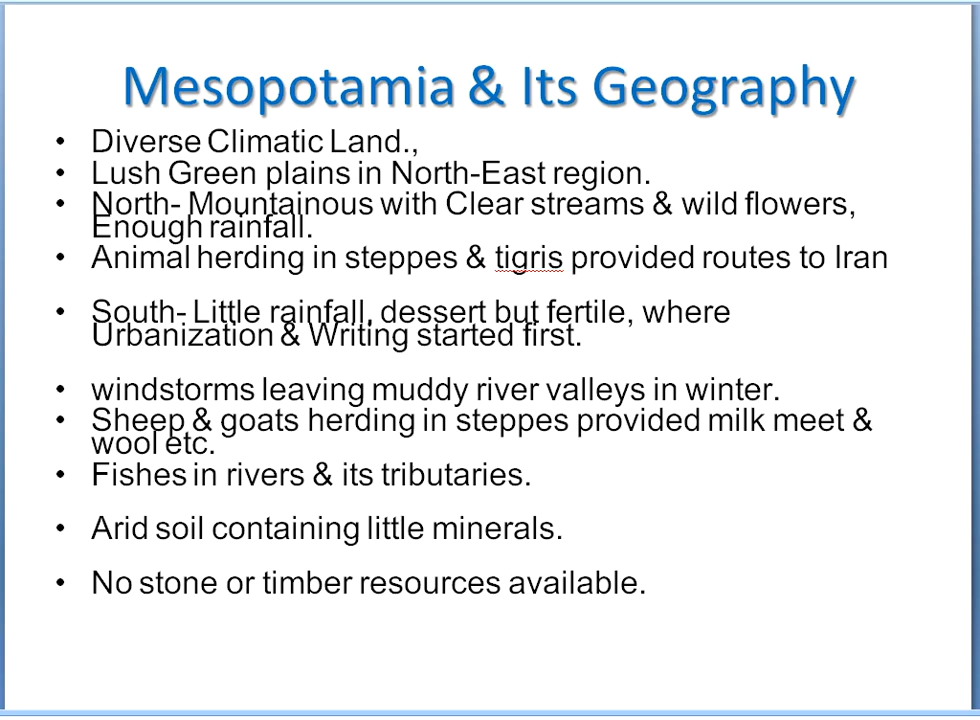 Mesopotamia & Its Geography
• Diverse Climatic Land.,
• Lush Green plains in North-East region.
• North- Mountainous with Clear streams & wild flowers,
Enough rainfall.
• Animal herding in steppes & tigris provided routes to Iran
• South- Little rainfall, dessert but fertile, where
Urbanization & Writing started first.
• windstorms leaving muddy river valleys in winter.
• Sheep & goats herding in steppes provided milk meet &
wool etc.
• Fishes in rivers & its tributaries.
• Arid soil containing little minerals.
• No stone or timber resources available.